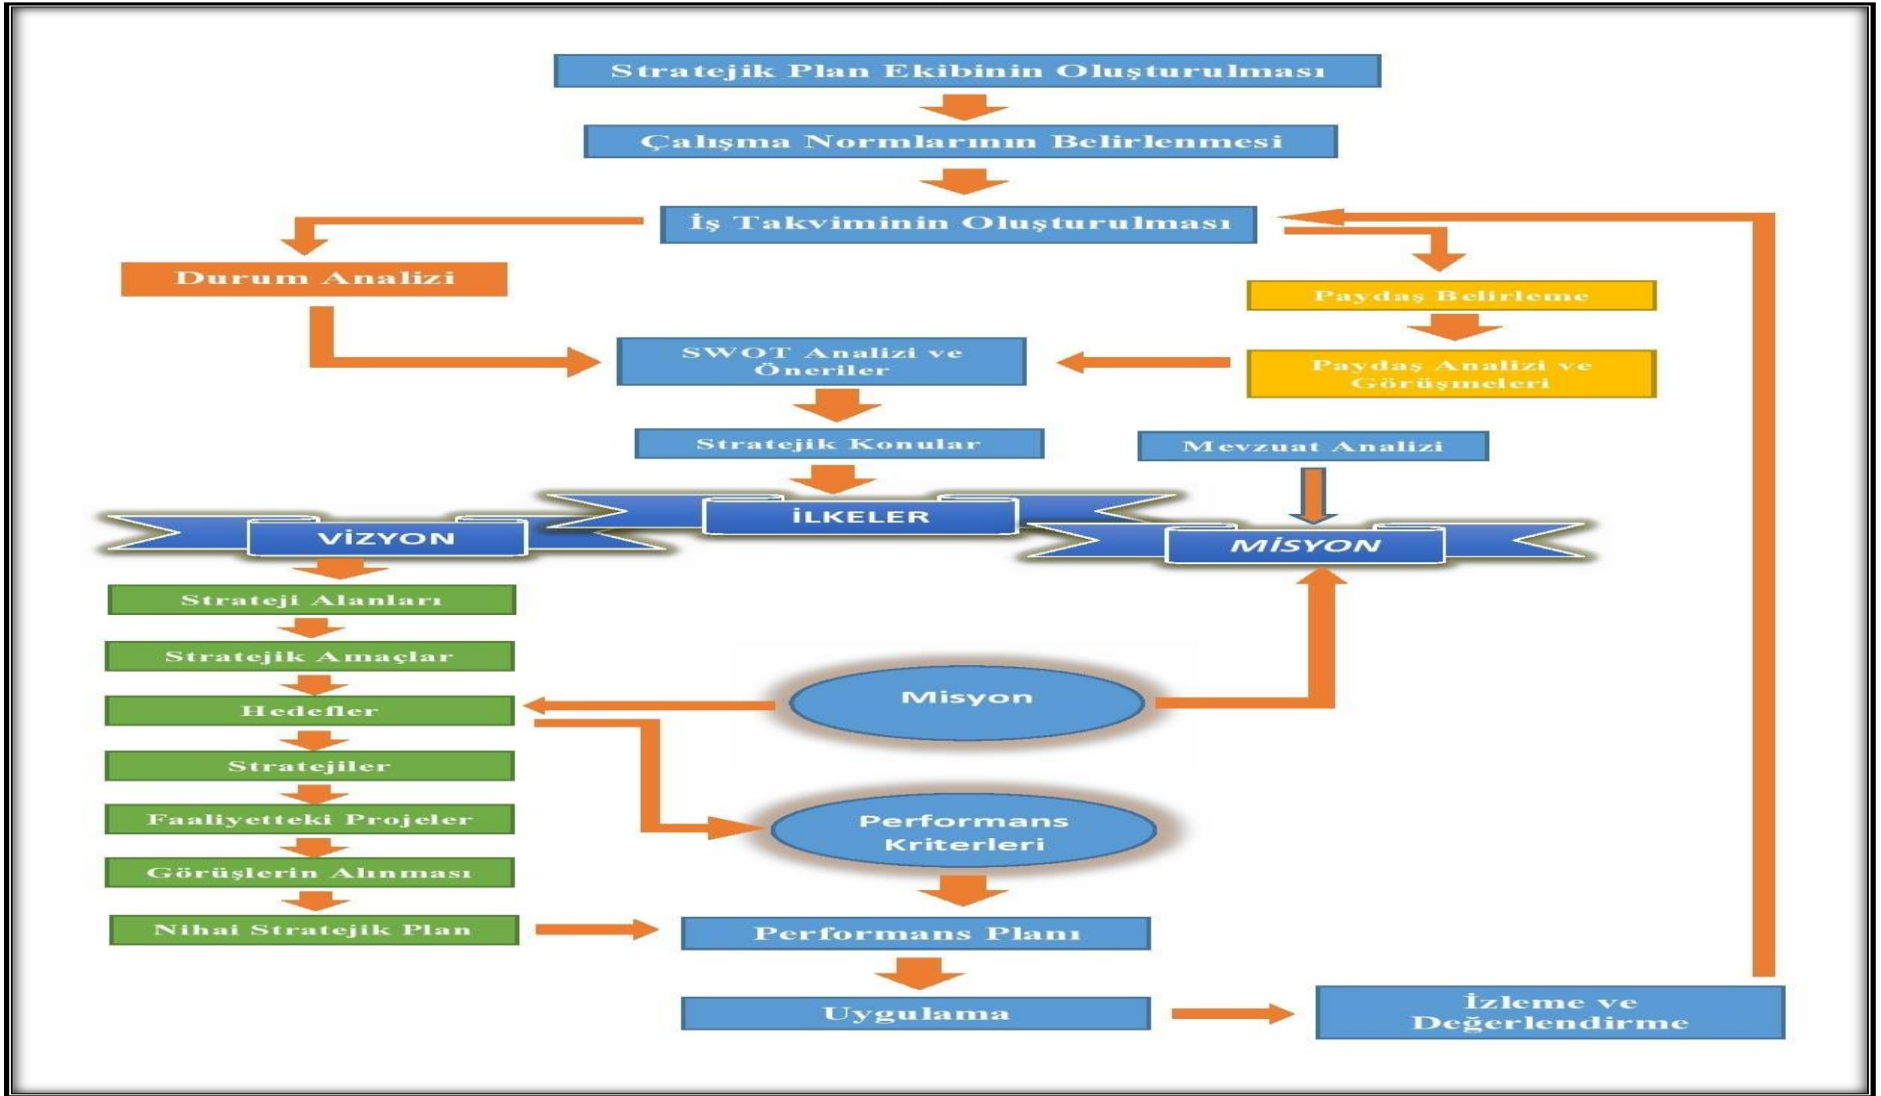 Stratejik Plan Ekibinin Oluşturulması
Çalışma Normlarının Belirlenmesi
İş Takviminin Oluşturulması
Durum Analizi
Paydaş Belirleme
SWOT Analizi ve
Öneriler
Paydaş Analizi ve
Görüşmeleri
Stratejik Konular
Mevzuat Analizi
İLKELER
VİZYON
MİSYON
Strateji Alanları
Stratejik Amaçlar
Hedefler
Misyon
Stratejiler
Faaliyetteki Projeler
Performans
Kriterleri
Görüşlerin Alınması
Nihai Stratejik Plan
Performans Planı
Uygulama
İzleme ve
Değerlendirme